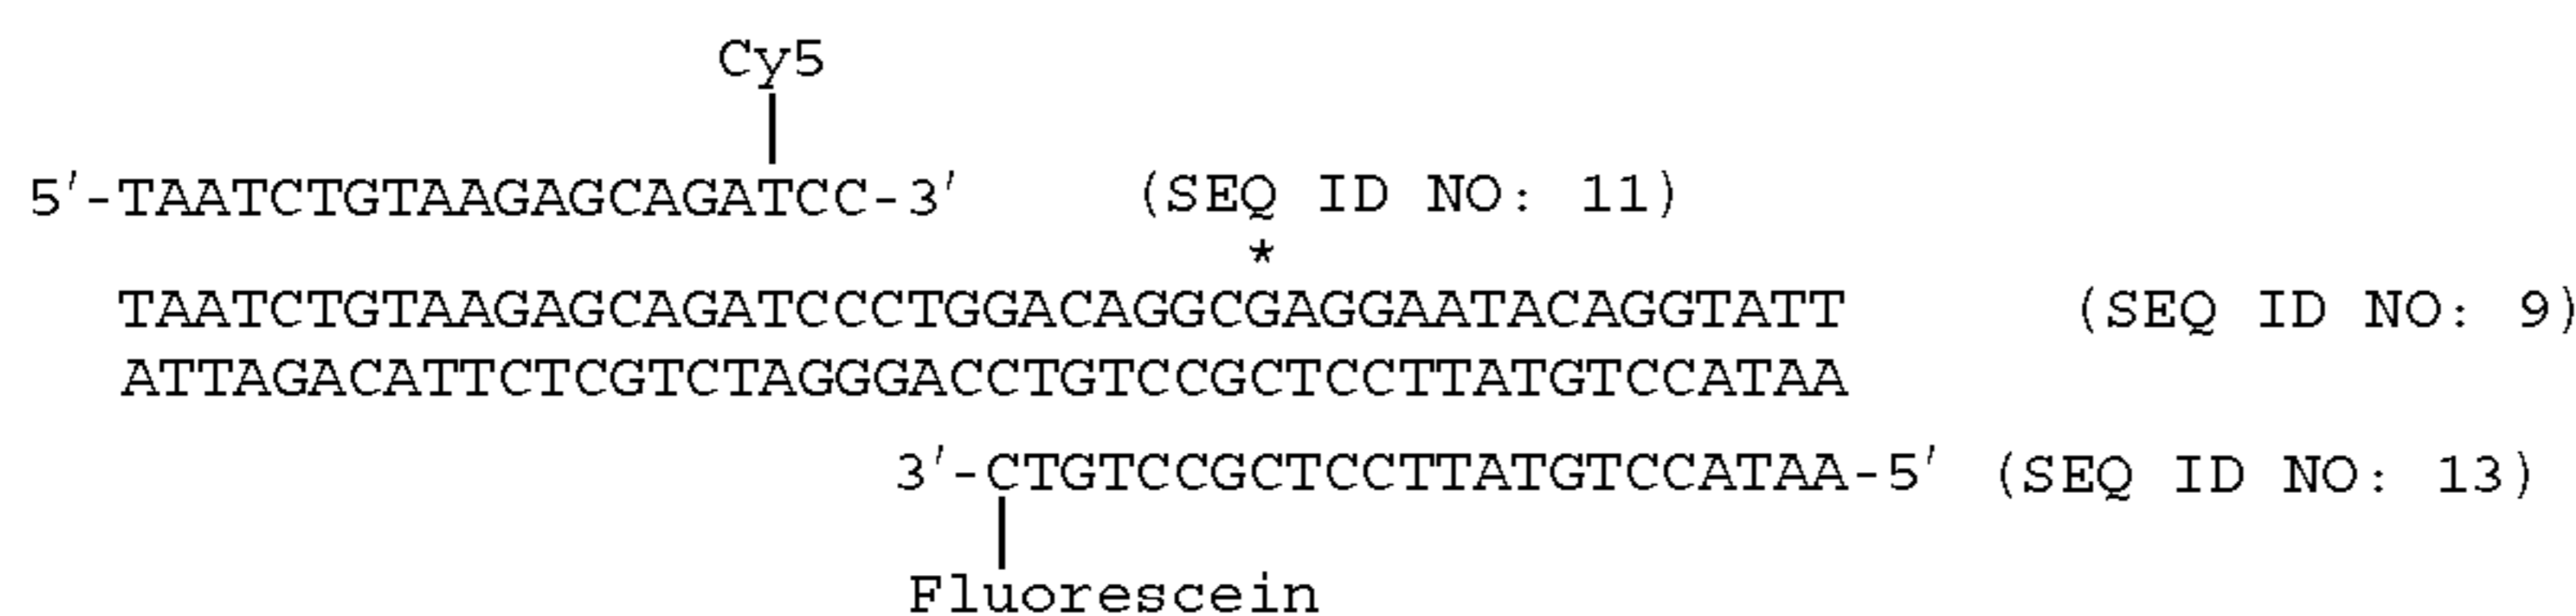 Cy5
5'-TAATCTGTAAGAGCAGATCC-3' (SEQ ID NO: 11)
*
TAATCTGTAAGAGCAGATCCCTGGACAGGCGAGGAATACAGGTATT (SEQ ID NO: 9)
ATTAGACATTCTCGTCTAGGGACCTGTCCGCTCCTTATGTCCATAA
3'-CTGTCCGCTCCTTATGTCCATAA-5' (SEQ ID NO: 13)
Fluorescein